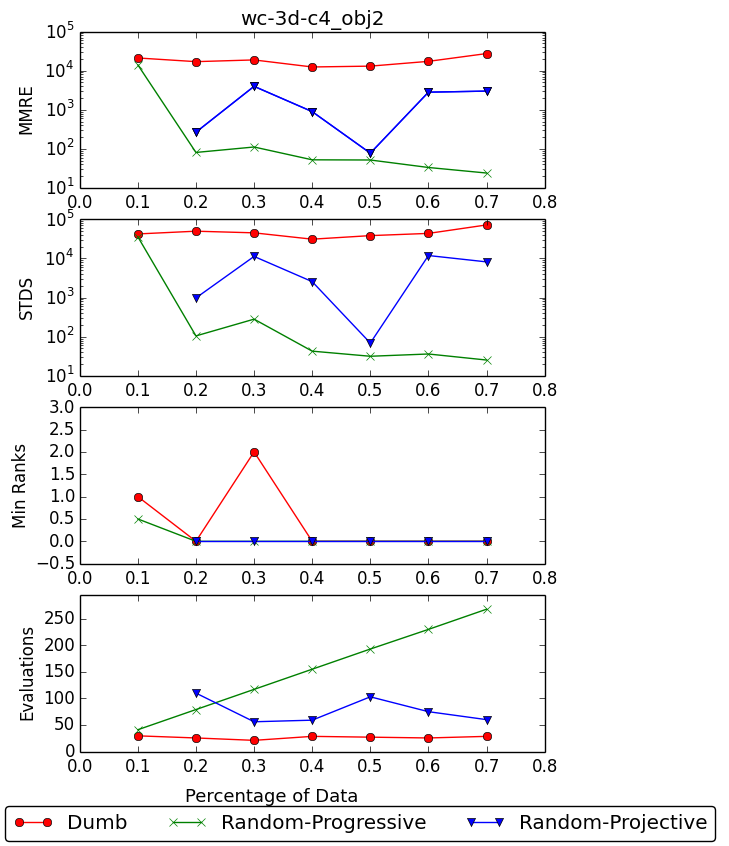 wc-3d-c4_obj2
10^5
10^4
10^3
10^2
10^1
MMRE
0.0 0.1 0.2 0.3 0.4 0.5 0.6 0.7 0.8
10^5
10^4
10^3
10^2
10^1
STDS
0.0 0.1 0.2 0.3 0.4 0.5 0.6 0.7 0.8
3.0
2.5
2.0
1.5
1.0
0.5
0.0
−0.5
Min Ranks
0.0 0.1 0.2 0.3 0.4 0.5 0.6 0.7 0.8
250
200
150
100
50
0
Evaluations
0.0 0.1 0.2 0.3 0.4 0.5 0.6 0.7 0.8
Percentage of Data
Dumb Random-Progressive Random-Projective